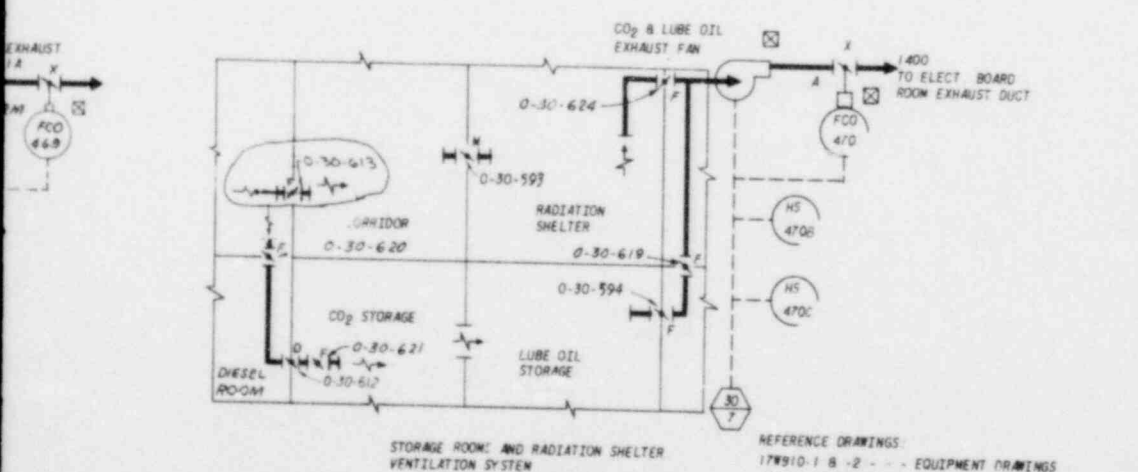 EXHAUST
1A
X
FCO
469
CO2 & LUBE OIL
EXHAUST FAN
X
1400
TO ELECT. BOARD
ROOM EXHAUST DUCT
A
FCO
470
0-30-624
F
0-30-613
0-30-593
RADIATION
SHELTER
HS
470B
ORRIDOR
0-30-620
F
0-30-619
F
0-30-594
F
HS
470C
CO2 STORAGE
0-30-621
D
F
0-30-612
DIESEL
ROOM
LUBE OIL
STORAGE
30
7
STORAGE ROOMS AND RADIATION SHELTER
VENTILATION SYSTEM
REFERENCE DRAWINGS:
17W910-1 & -2 - - - EQUIPMENT DRAWINGS